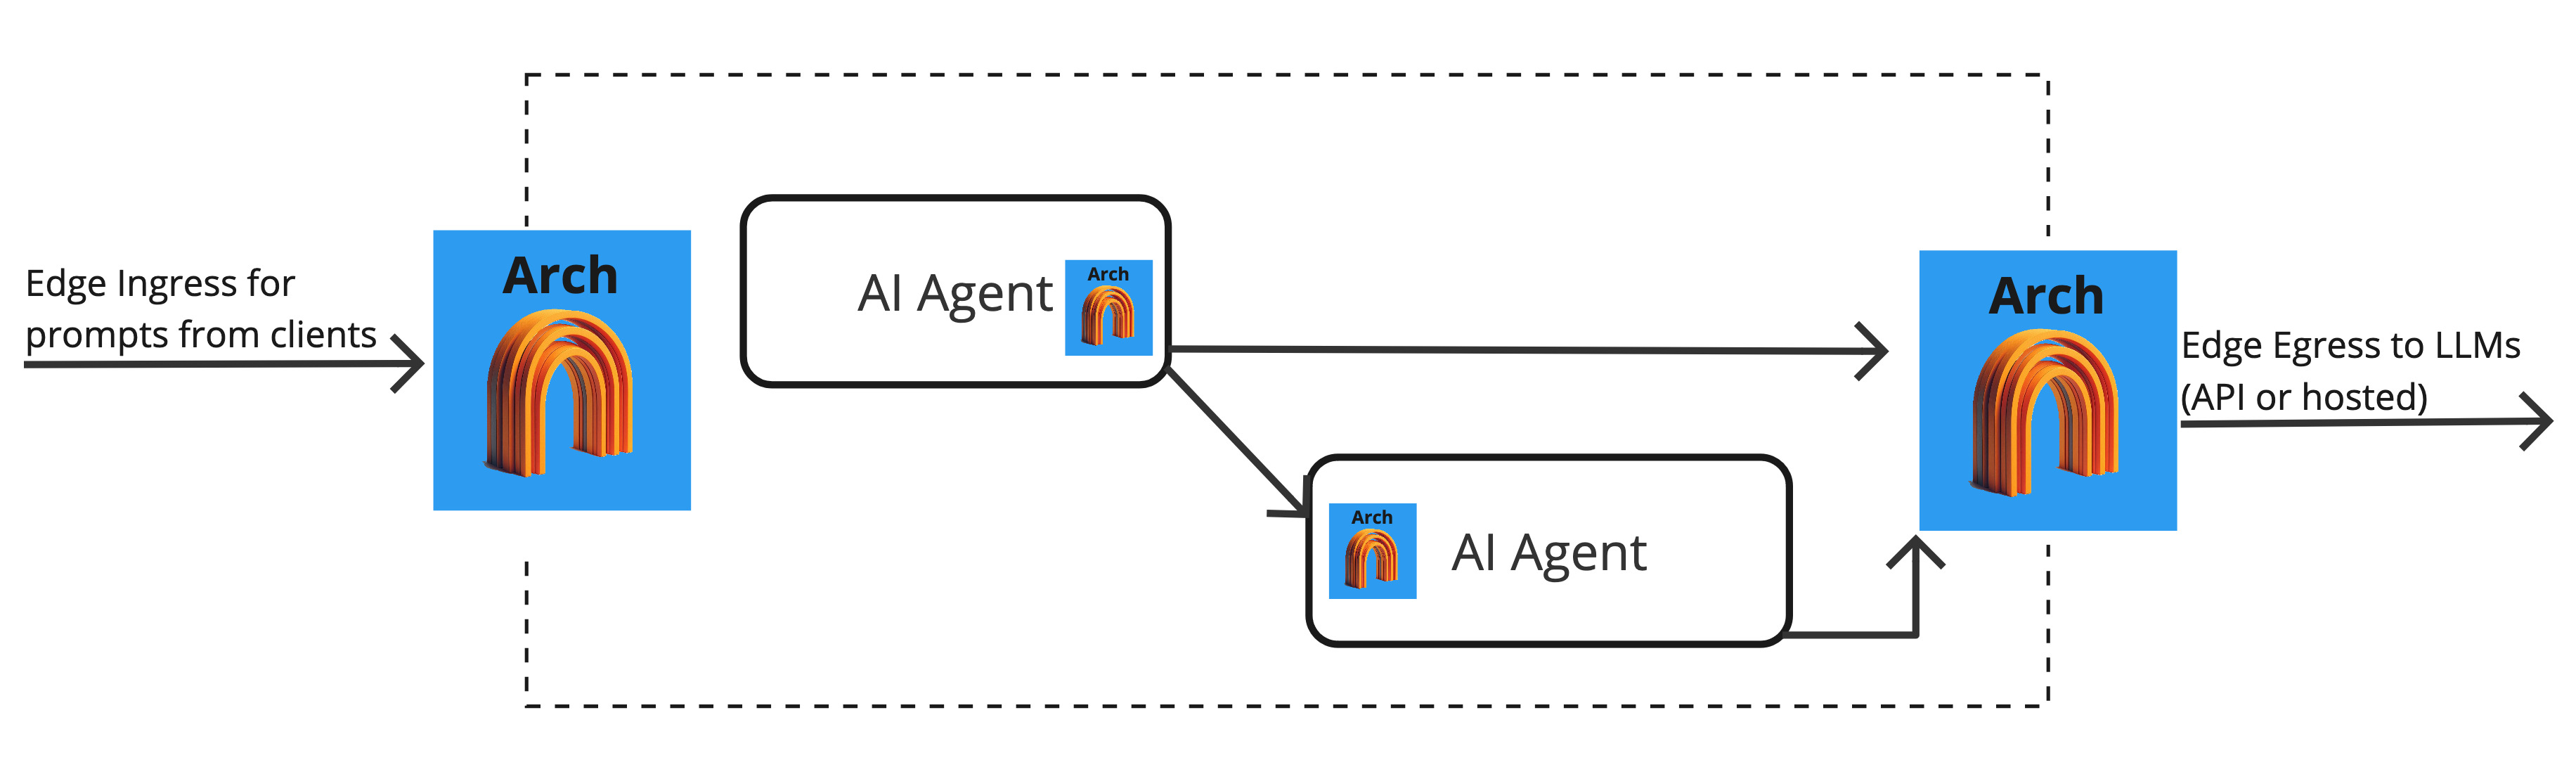 Edge Ingress for
prompts from clients
Arch
AI Agent
Arch
Arch
AI Agent
Arch
Edge Egress to LLMs
(API or hosted)